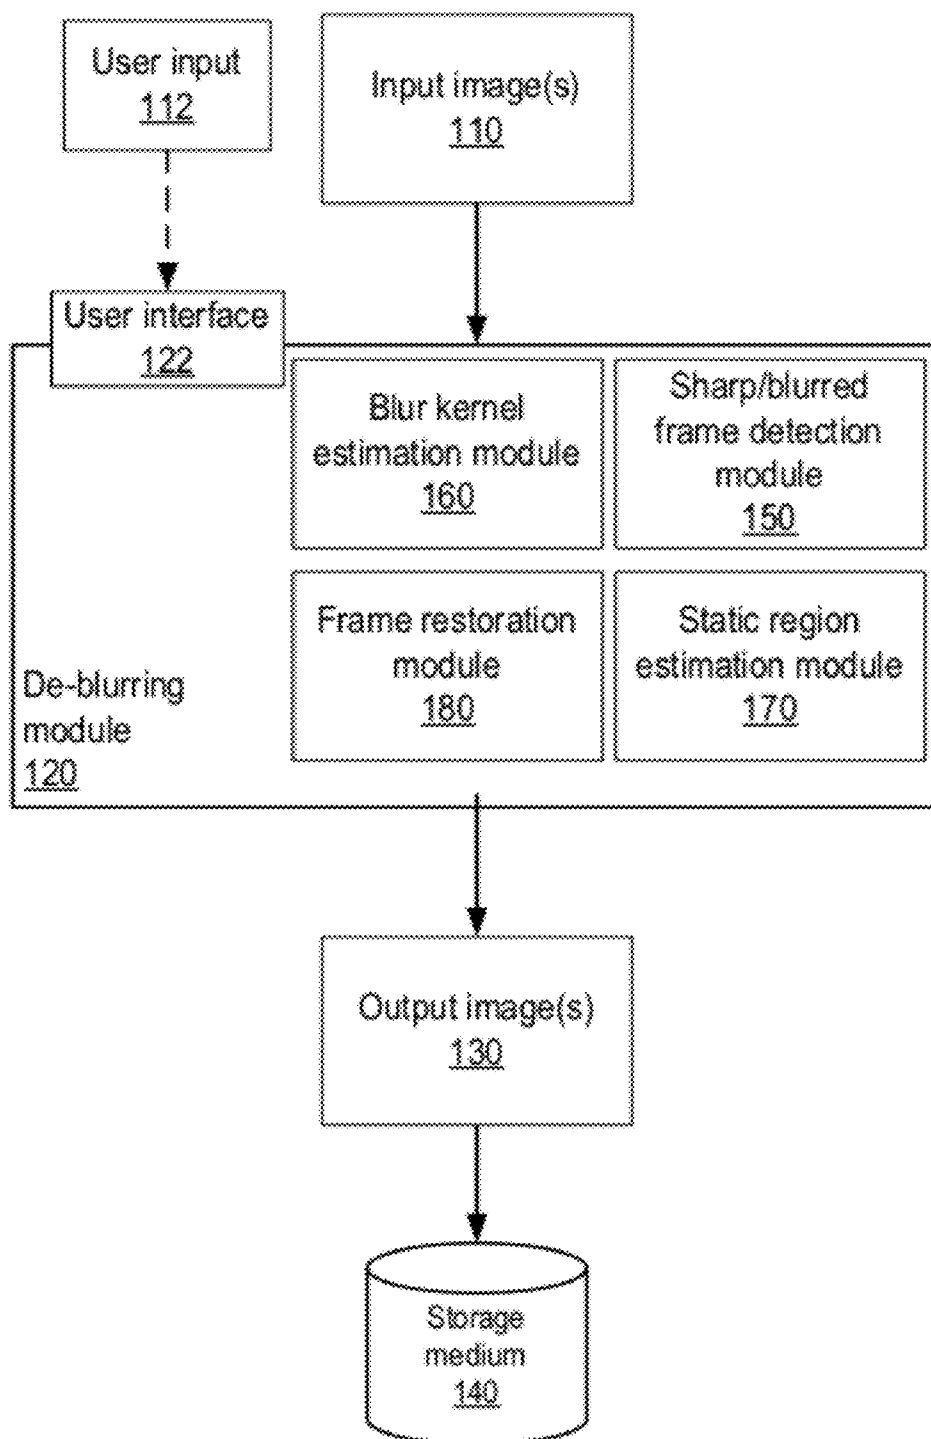 User input
112
Input image(s)
110
User interface
122
Blur kernel
estimation module
160
Sharp/blurred
frame detection
module
150
Frame restoration
module
180
Static region
estimation module
170
De-blurring
module
120
Output image(s)
130
Storage
medium
140